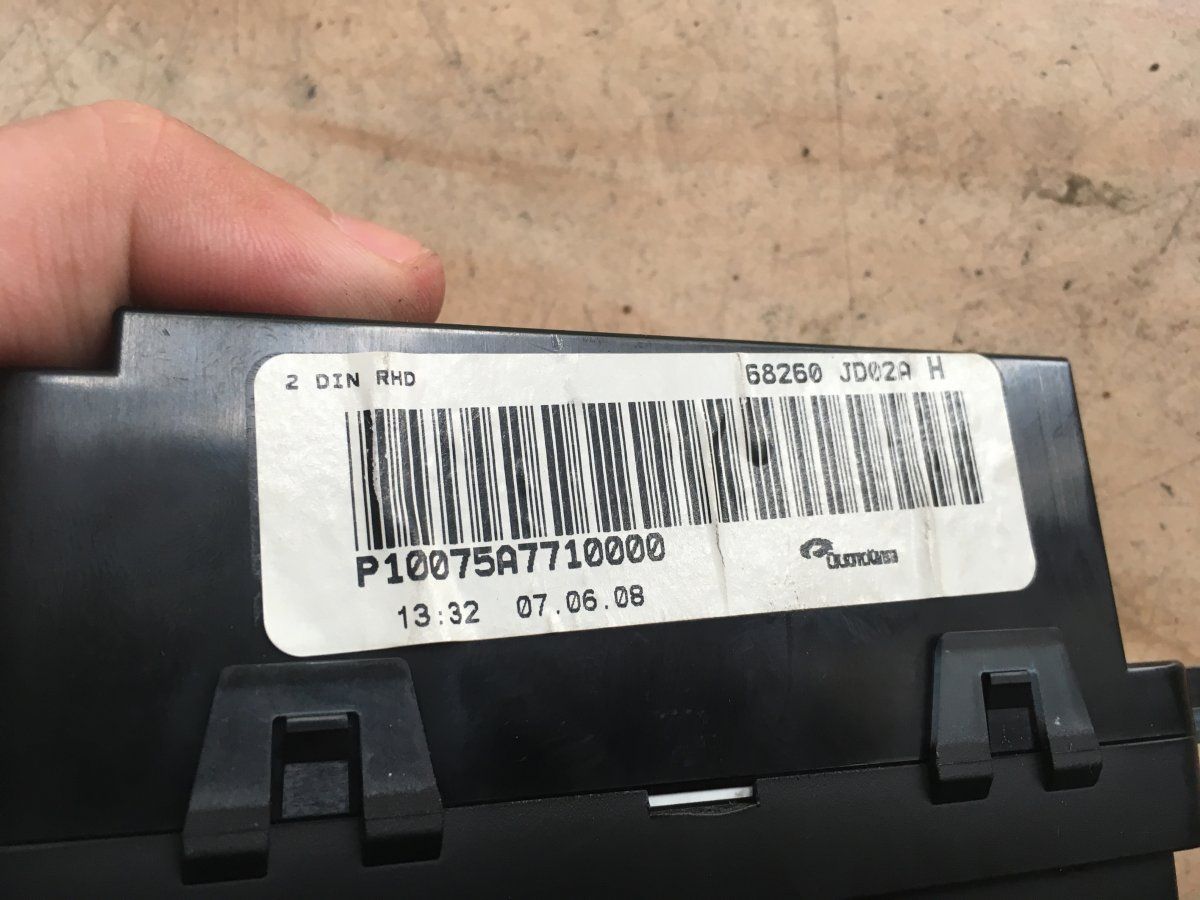 2 DIN RHD 68260 JD02A H
P10075A7710000
13:32 07.06.08